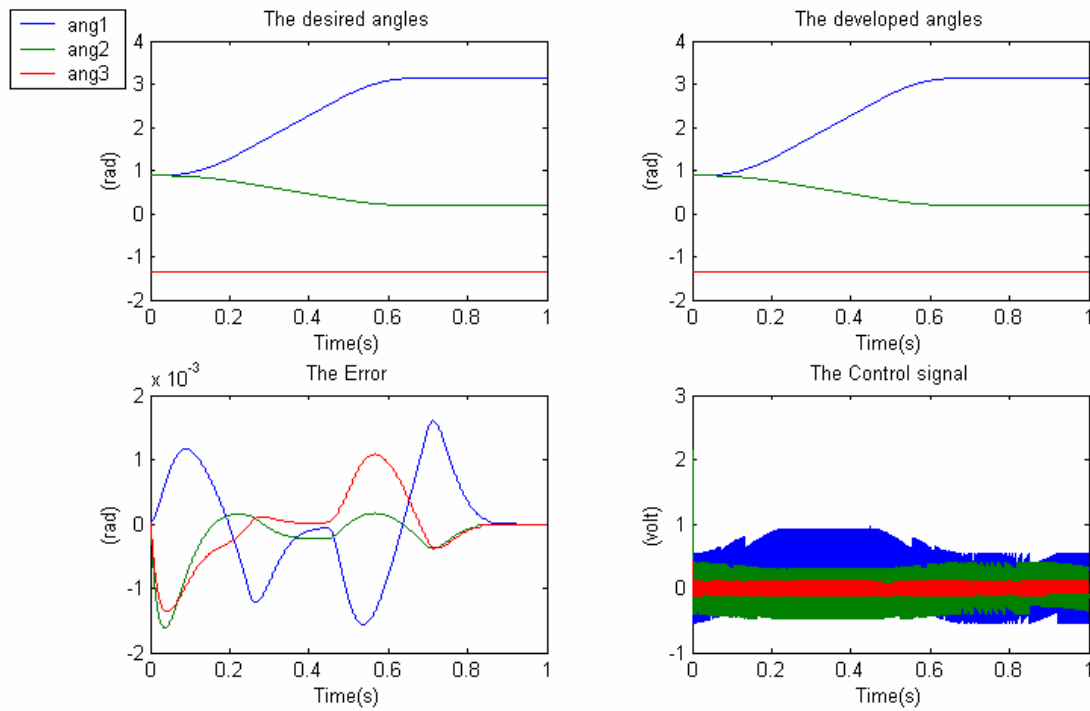 ang1
ang2
ang3
The desired angles
4
3
2
1
0
-1
-2
(rad)
0 0.2 0.4 0.6 0.8 1
Time(s)
The developed angles
4
3
2
1
0
-1
-2
(rad)
0 0.2 0.4 0.6 0.8 1
Time(s)
x 10^-3
The Error
2
1
0
-1
-2
(rad)
0 0.2 0.4 0.6 0.8 1
Time(s)
The Control signal
3
2
1
0
-1
(volt)
0 0.2 0.4 0.6 0.8 1
Time(s)